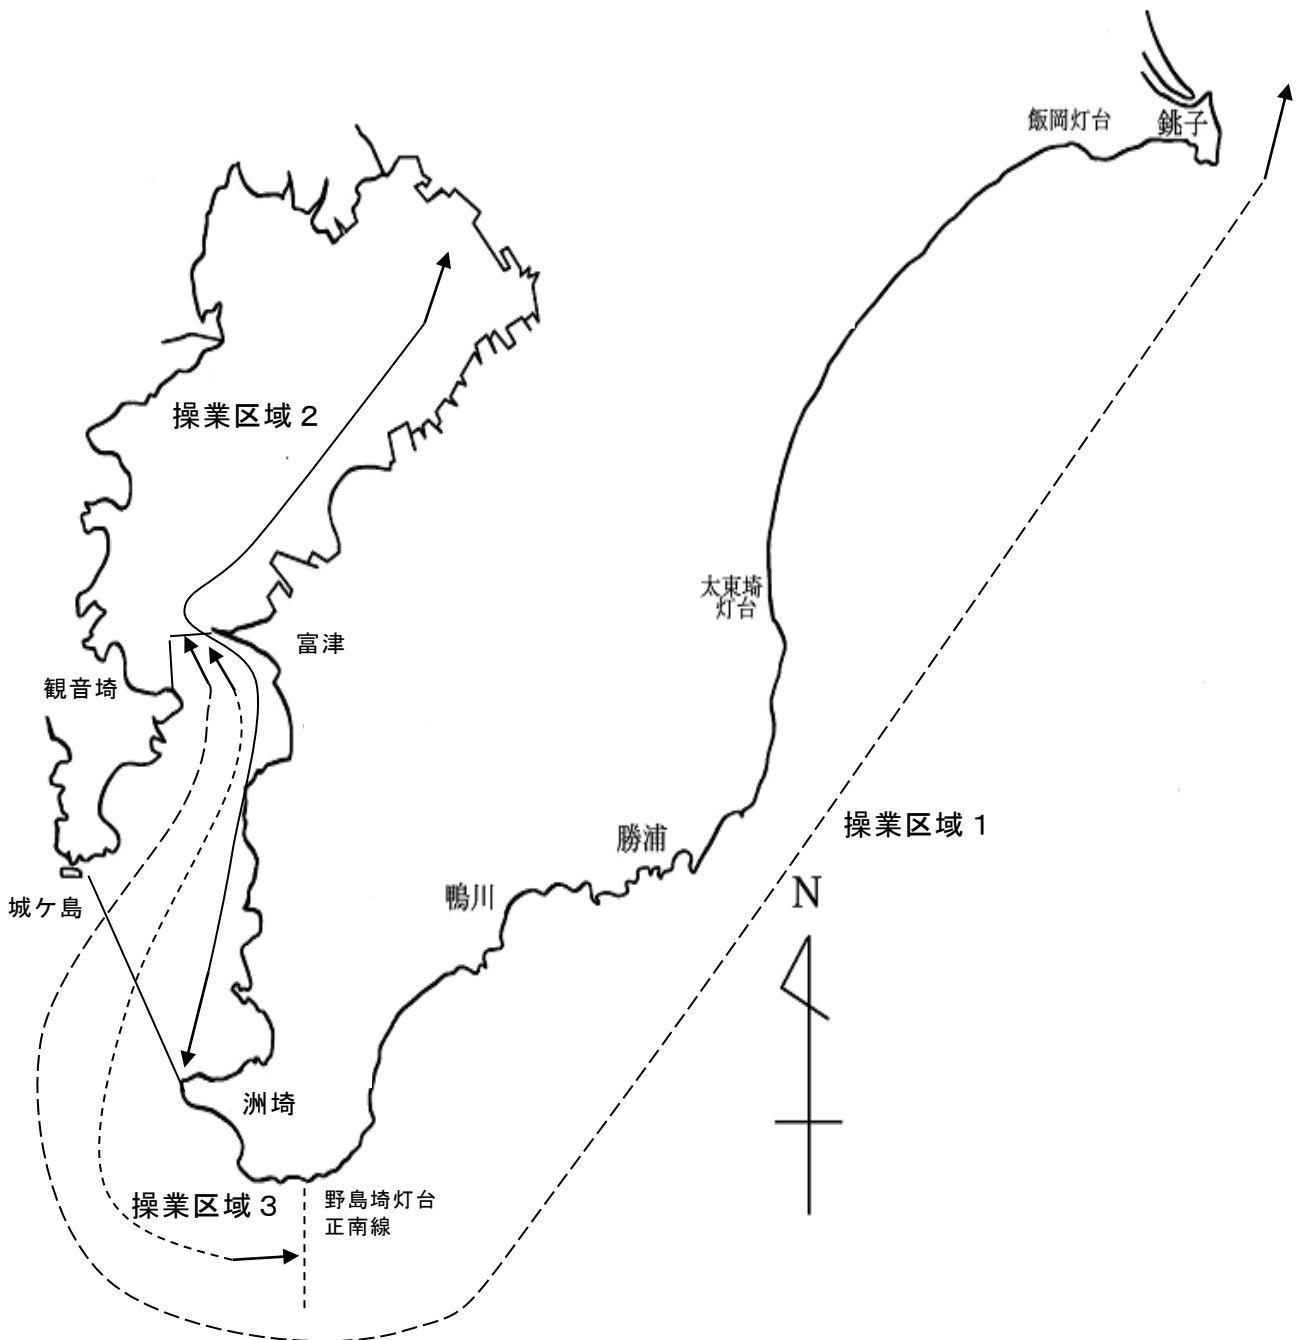 飯岡灯台
銚子
操業区域２
太東埼
灯台
富津
観音埼
操業区域１
勝浦
N
鴨川
城ケ島
洲埼
操業区域３
野島埼灯台
正南線